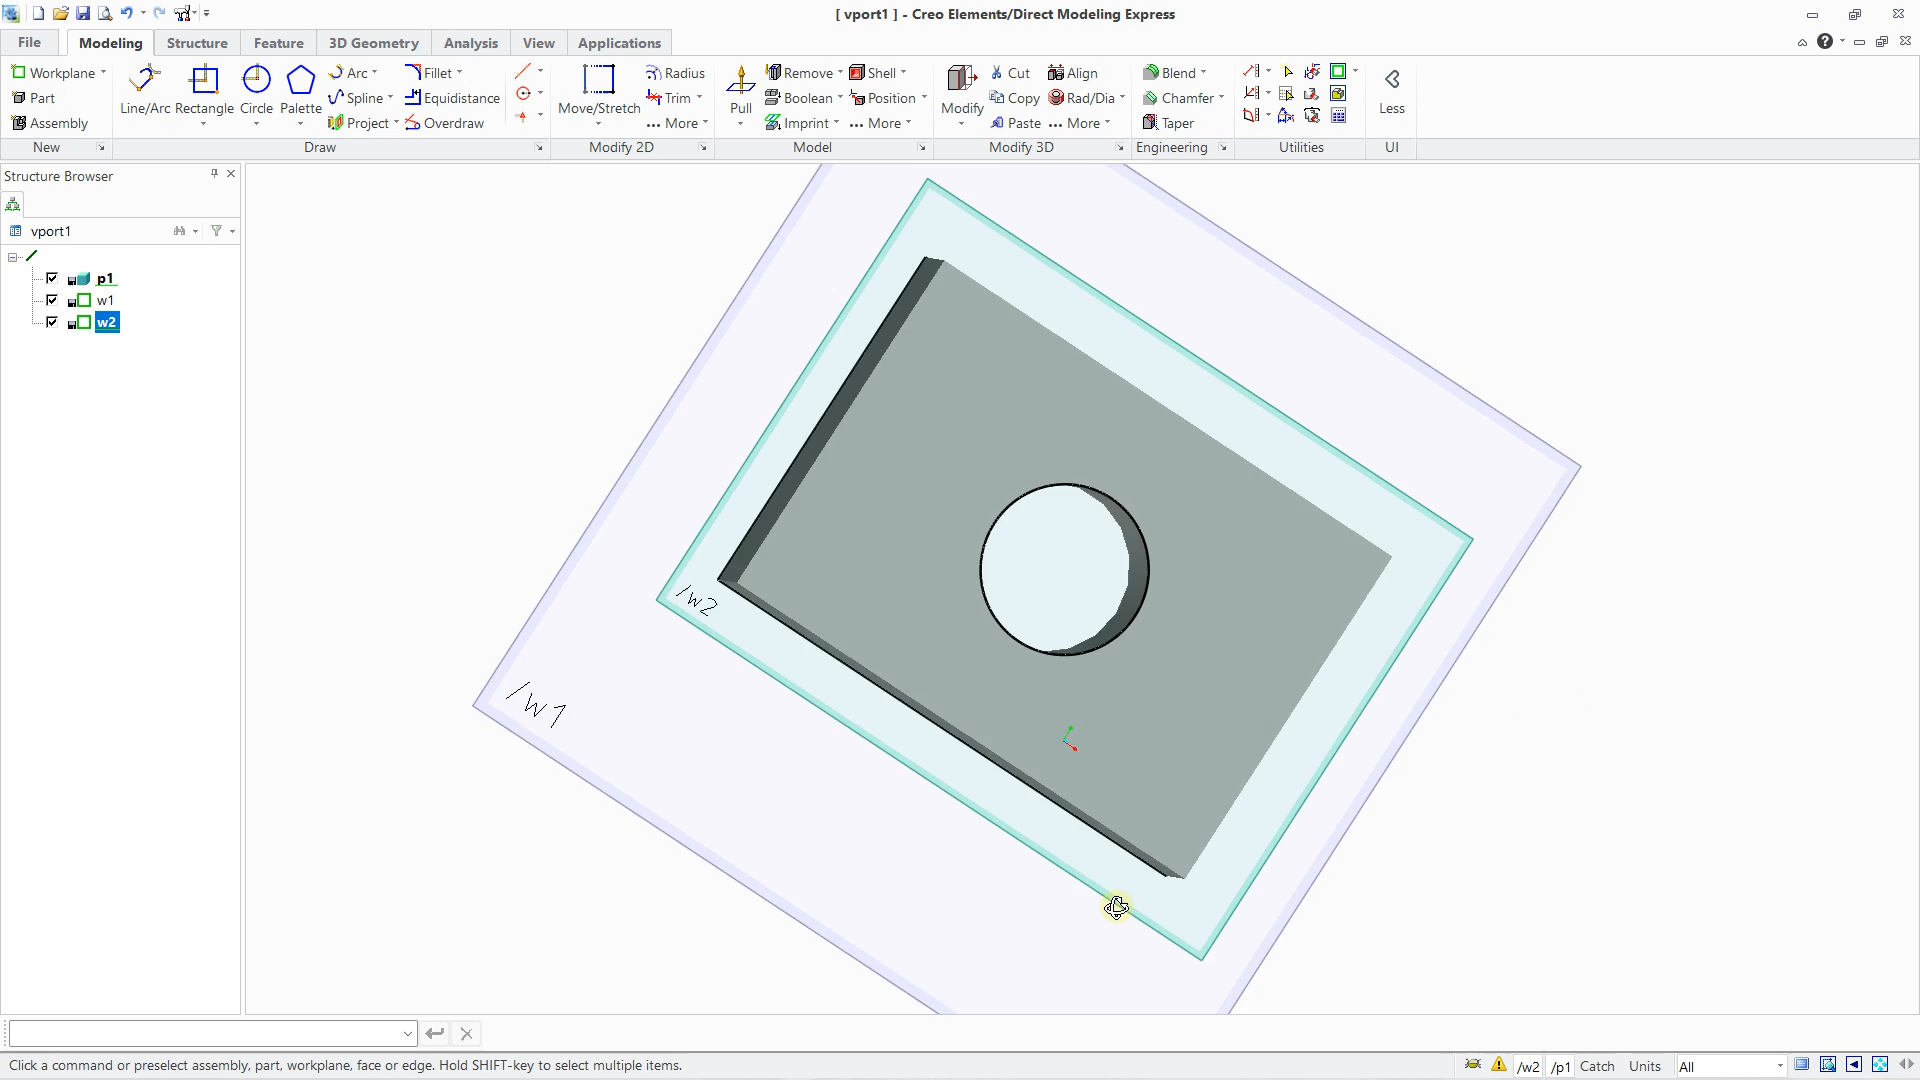 [ vport1 ] - Creo Elements/Direct Modeling Express
File Modeling Structure Feature 3D Geometry Analysis View Applications
Workplane Line/Arc Rectangle Circle Palette Arc Fillet Move/Stretch Radius Pull Remove Shell Modify Cut Align Blend Less
Part Spline Equidistance Trim Boolean Position Copy Rad/Dia Chamfer
Assembly Project Overdraw ... More Imprint ... More Paste ... More Taper
New Draw Modify 2D Model Modify 3D Engineering Utilities UI
Structure Browser
vport1
p1
w1
w2
/w2
/w1
Click a command or preselect assembly, part, workplane, face or edge. Hold SHIFT-key to select multiple items.
/w2 /p1 Catch Units All